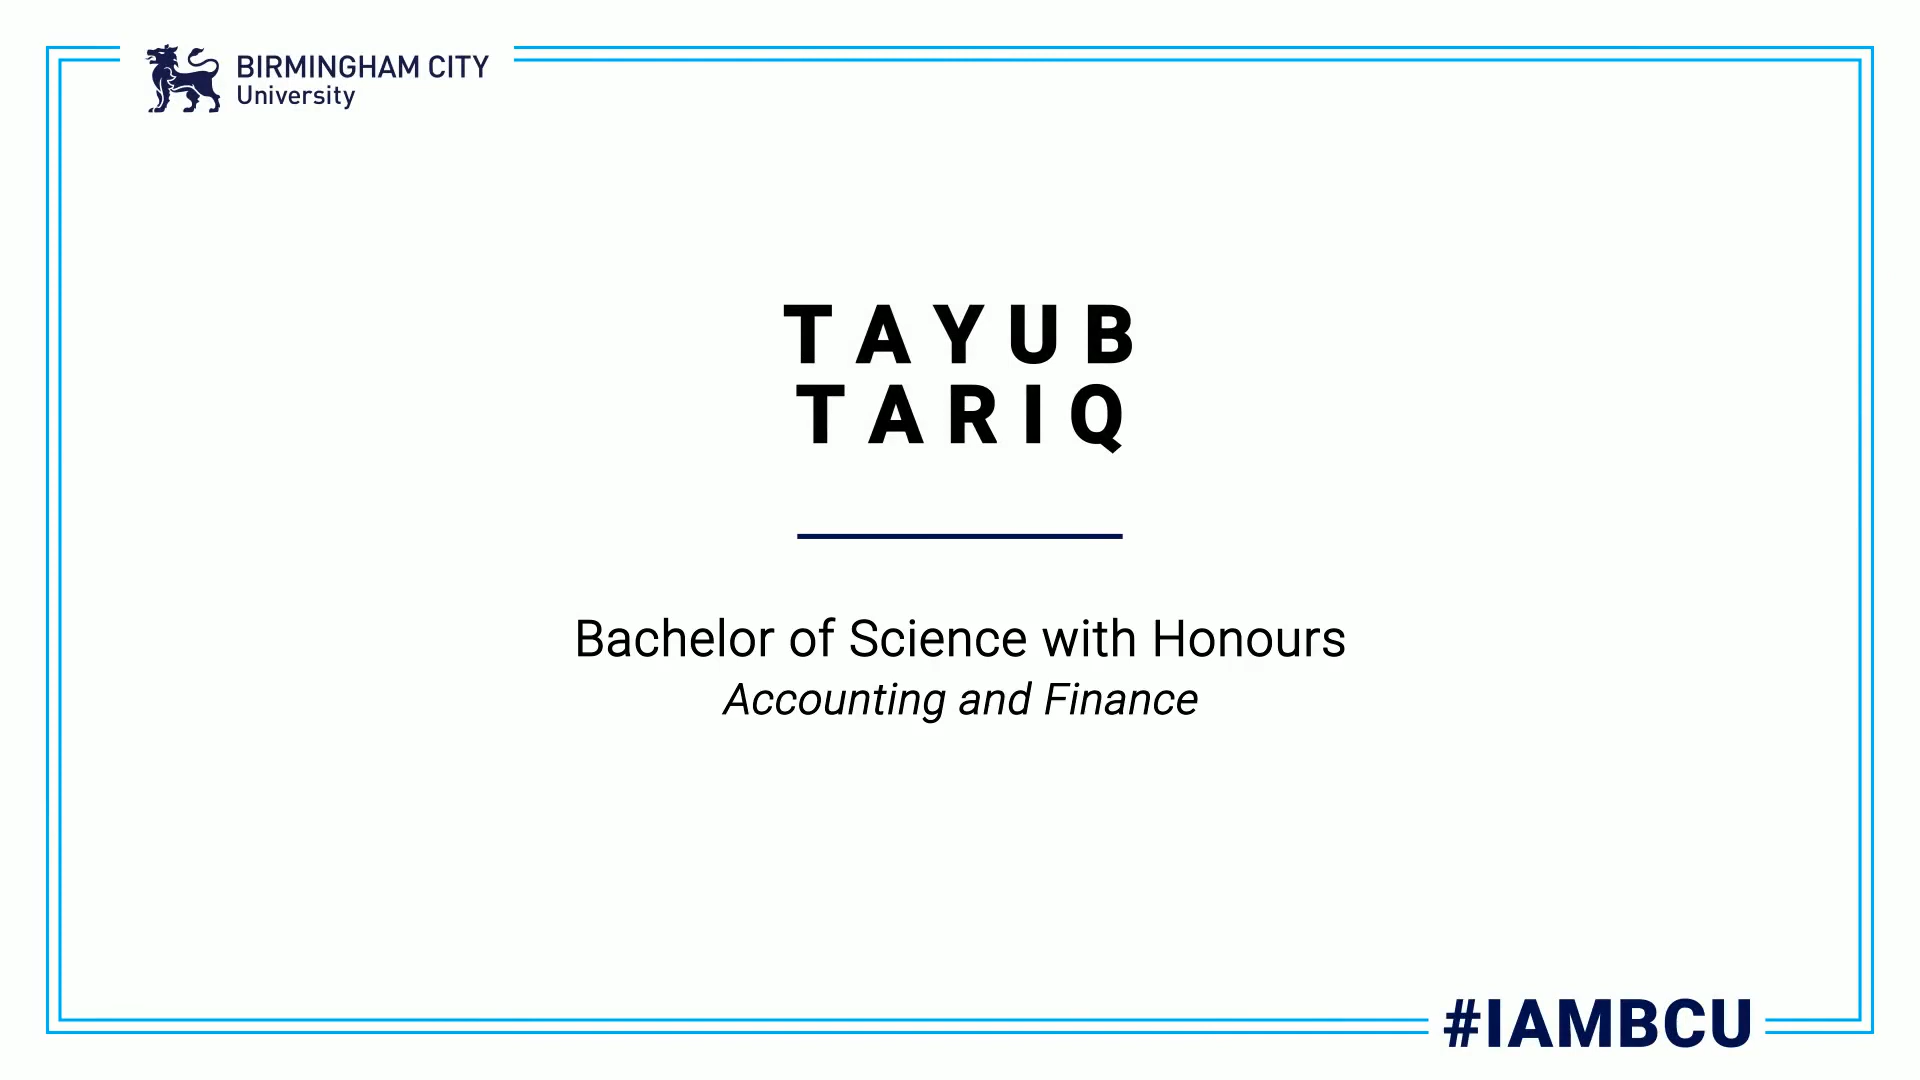 BIRMINGHAM CITY
University
TAYUB
TARIQ
Bachelor of Science with Honours
Accounting and Finance
#IAMBCU